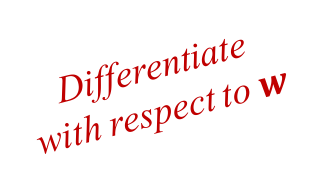 Differentiate
with respect to w